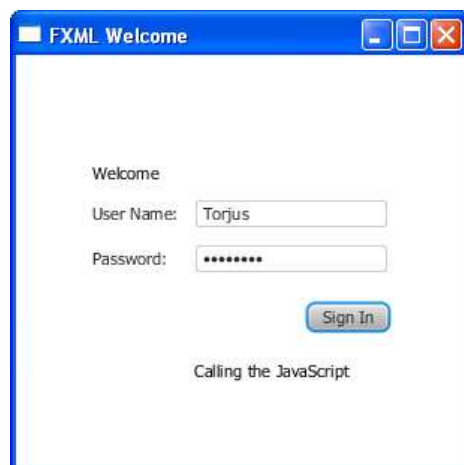 FXML Welcome
Welcome
User Name: Torjus
Password: ••••••••
Sign In
Calling the JavaScript